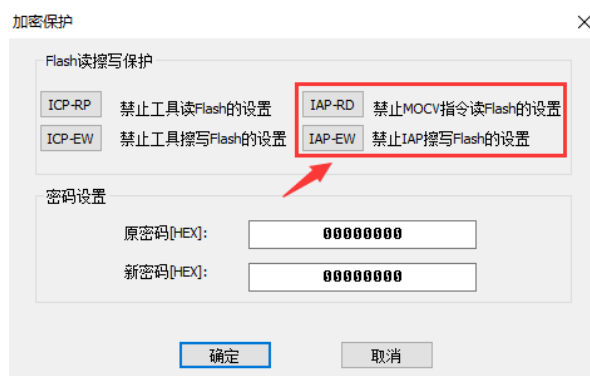 加密保护
Flash读擦写保护
ICP-RP 禁止工具读Flash的设置 IAP-RD 禁止MOCV指令读Flash的设置
ICP-EW 禁止工具擦写Flash的设置 IAP-EW 禁止IAP擦写Flash的设置
密码设置
原密码[HEX]: 00000000
新密码[HEX]: 00000000
确定 取消